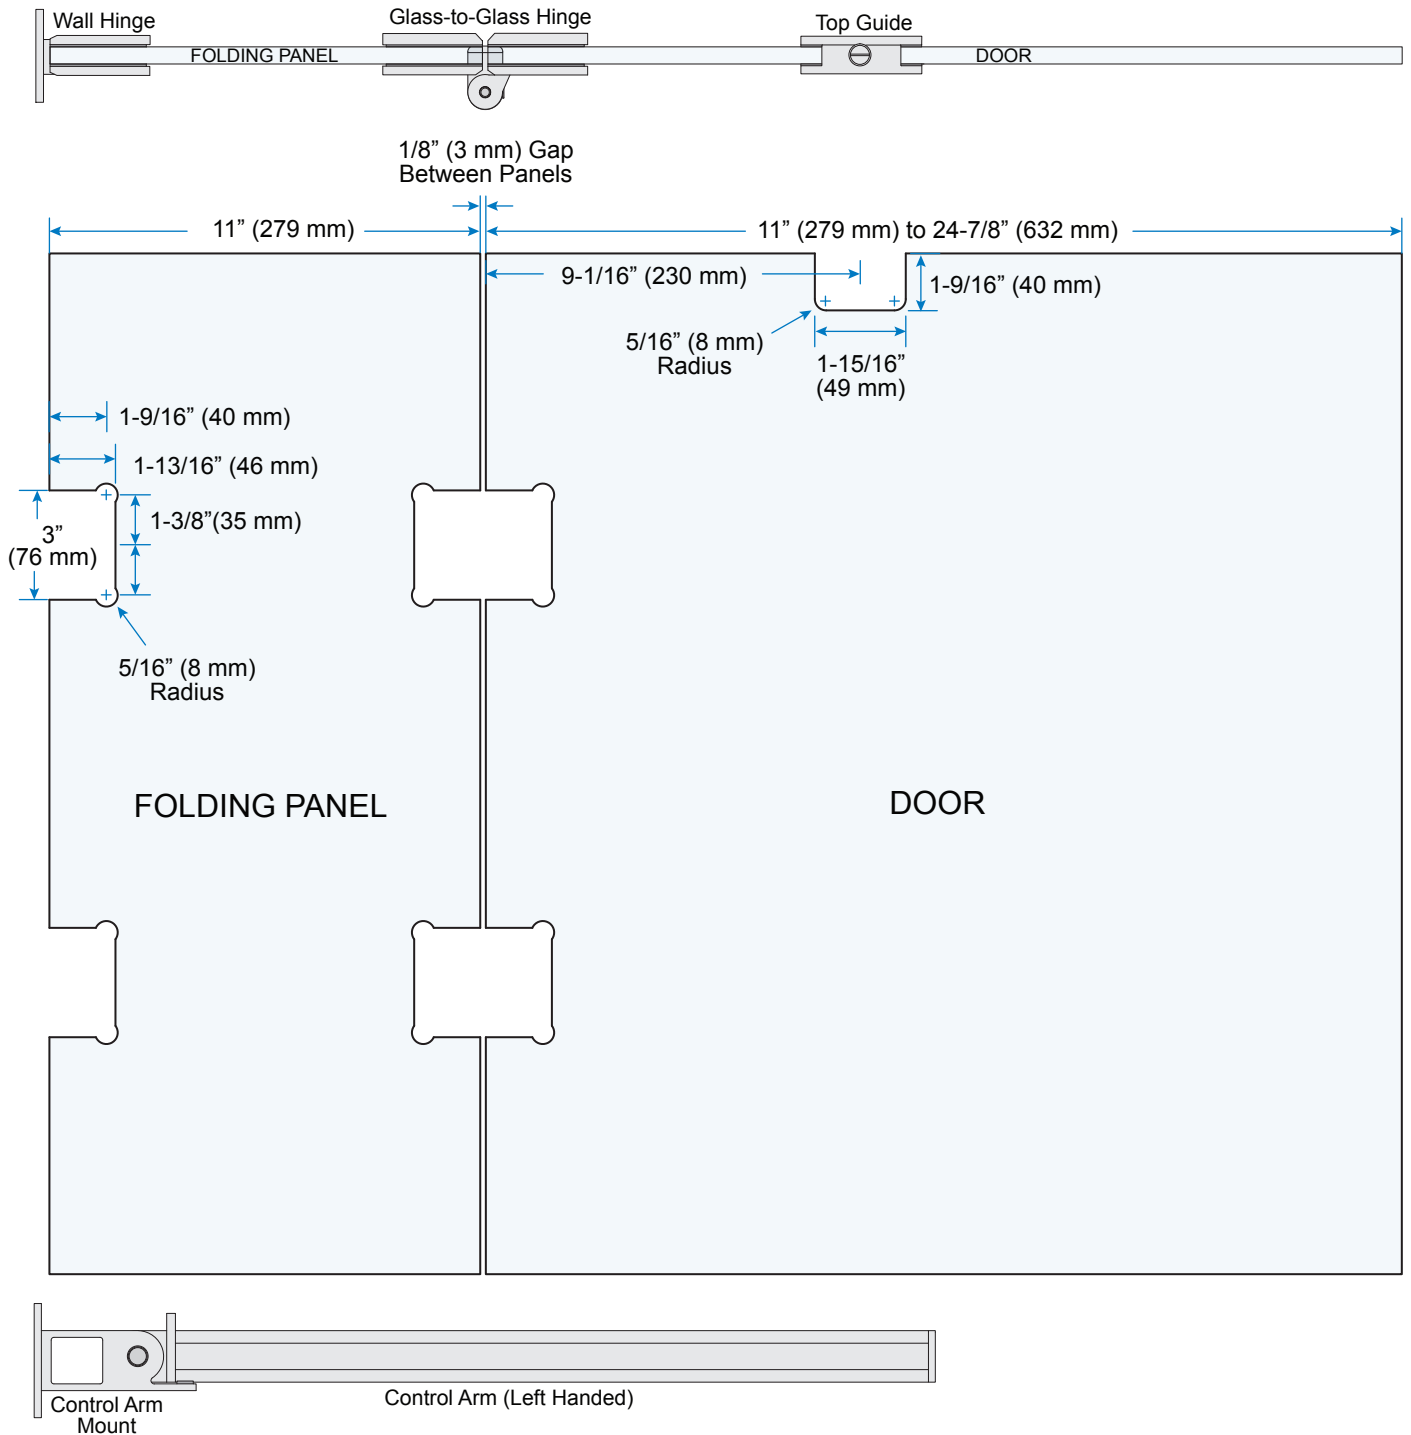 Wall Hinge
Glass-to-Glass Hinge
Top Guide
FOLDING PANEL
DOOR
1/8” (3 mm) Gap
Between Panels
11” (279 mm)
11” (279 mm) to 24-7/8” (632 mm)
9-1/16” (230 mm)
1-9/16” (40 mm)
5/16” (8 mm)
Radius
1-15/16”
(49 mm)
1-9/16” (40 mm)
1-13/16” (46 mm)
1-3/8”(35 mm)
3”
(76 mm)
5/16” (8 mm)
Radius
FOLDING PANEL
DOOR
Control Arm
Mount
Control Arm (Left Handed)